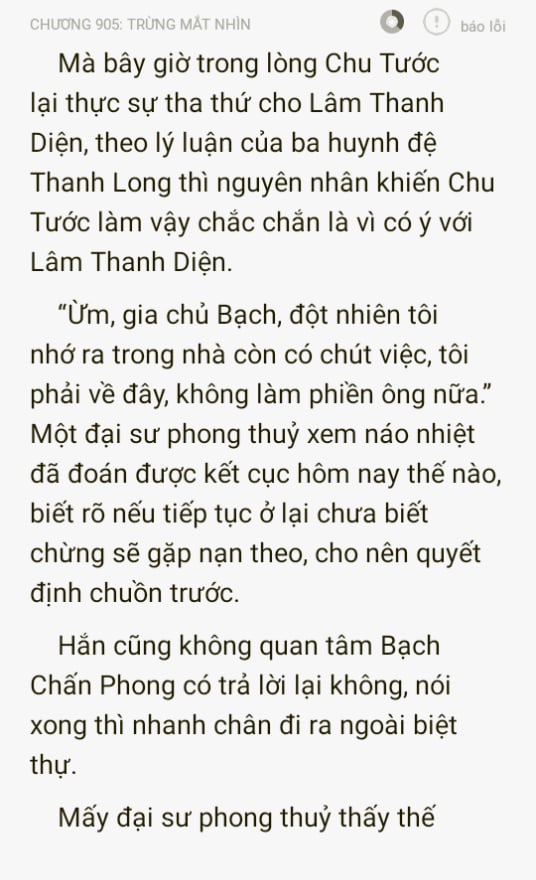 CHƯƠNG 905: TRỪNG MẮT NHÌN
báo lỗi
Mà bây giờ trong lòng Chu Tước
lại thực sự tha thứ cho Lâm Thanh
Diện, theo lý luận của ba huynh đệ
Thanh Long thì nguyên nhân khiến Chu
Tước làm vậy chắc chắn là vì có ý với
Lâm Thanh Diện.
“Ừm, gia chủ Bạch, đột nhiên tôi
nhớ ra trong nhà còn có chút việc, tôi
phải về đây, không làm phiền ông nữa.”
Một đại sư phong thuỷ xem náo nhiệt
đã đoán được kết cục hôm nay thế nào,
biết rõ nếu tiếp tục ở lại chưa biết
chừng sẽ gặp nạn theo, cho nên quyết
định chuồn trước.
Hắn cũng không quan tâm Bạch
Chấn Phong có trả lời lại không, nói
xong thì nhanh chân đi ra ngoài biệt
thự.
Mấy đại sư phong thuỷ thấy thế